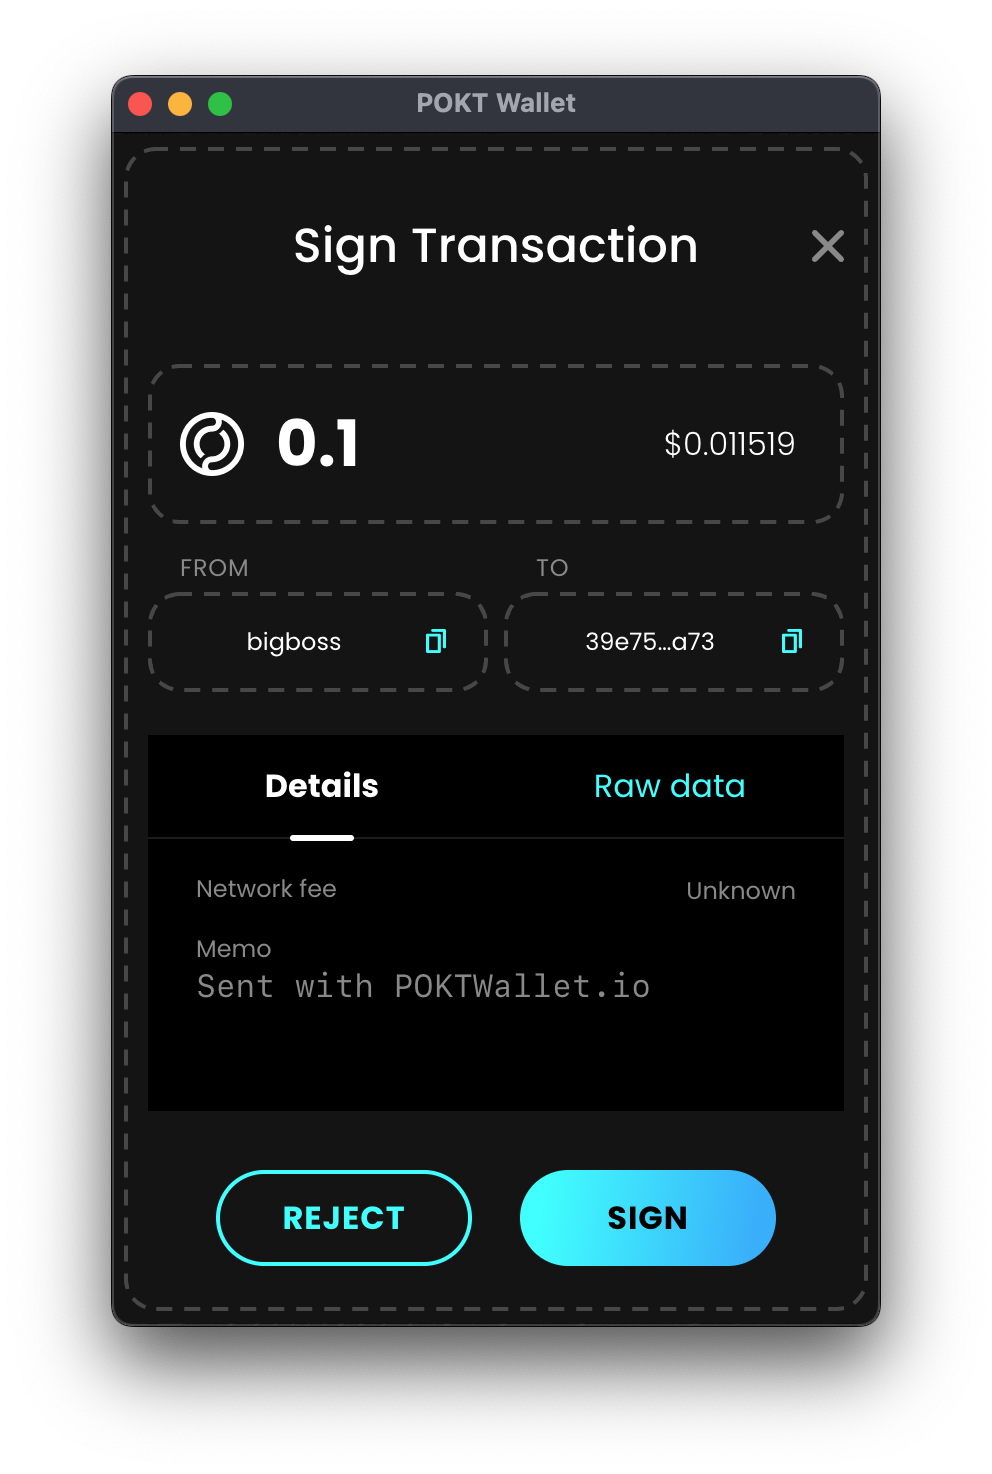 POKT Wallet
Sign Transaction
0.1
$0.011519
FROM
TO
bigboss
39e75...a73
Details
Raw data
Network fee
Unknown
Memo
Sent with POKTWallet.io
REJECT
SIGN